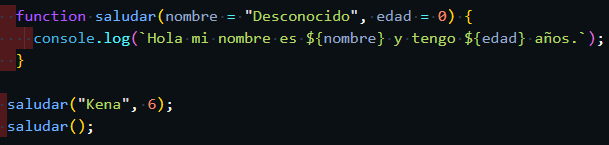 function saludar(nombre = "Desconocido", edad = 0) {
console.log(`Hola mi nombre es ${nombre} y tengo ${edad} años.`);
}
saludar("Kena", 6);
saludar();